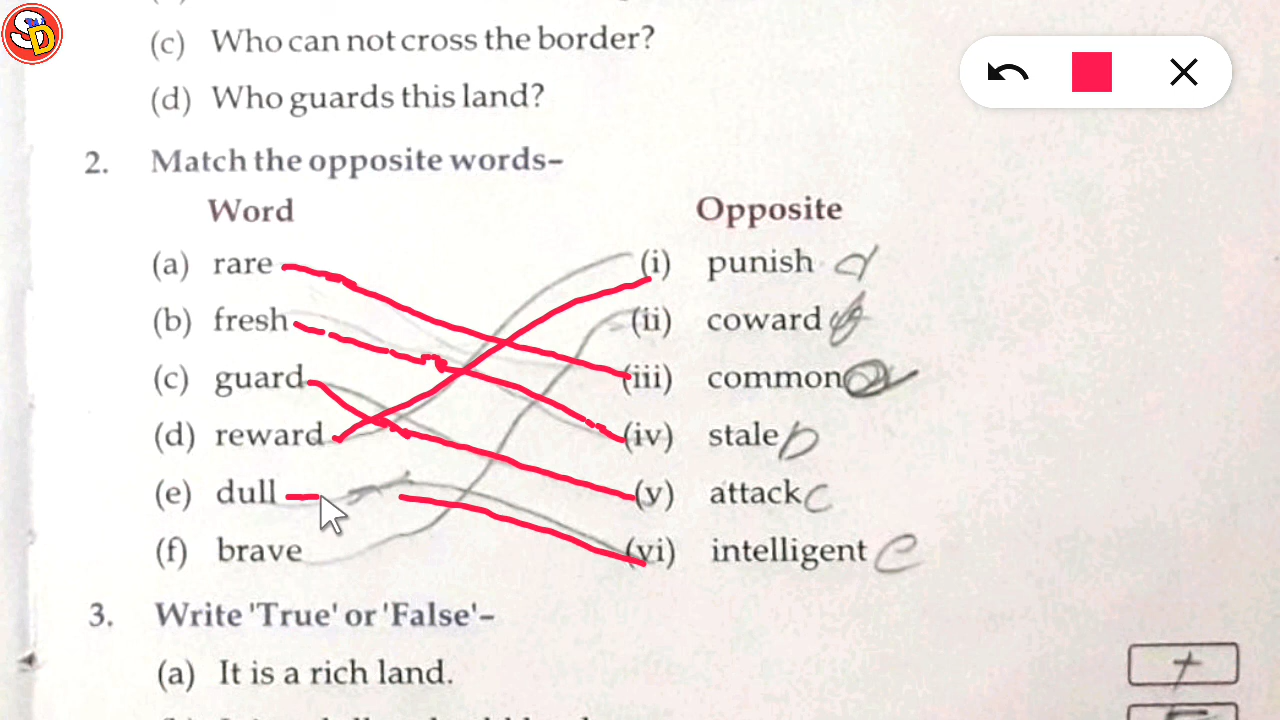 SD
(c) Who can not cross the border?
(d) Who guards this land?
2. Match the opposite words–
Word Opposite
(a) rare (i) punish d
(b) fresh (ii) coward f
(c) guard (iii) common a
(d) reward (iv) stale b
(e) dull (v) attack c
(f) brave (vi) intelligent e
3. Write 'True' or 'False'–
(a) It is a rich land. T